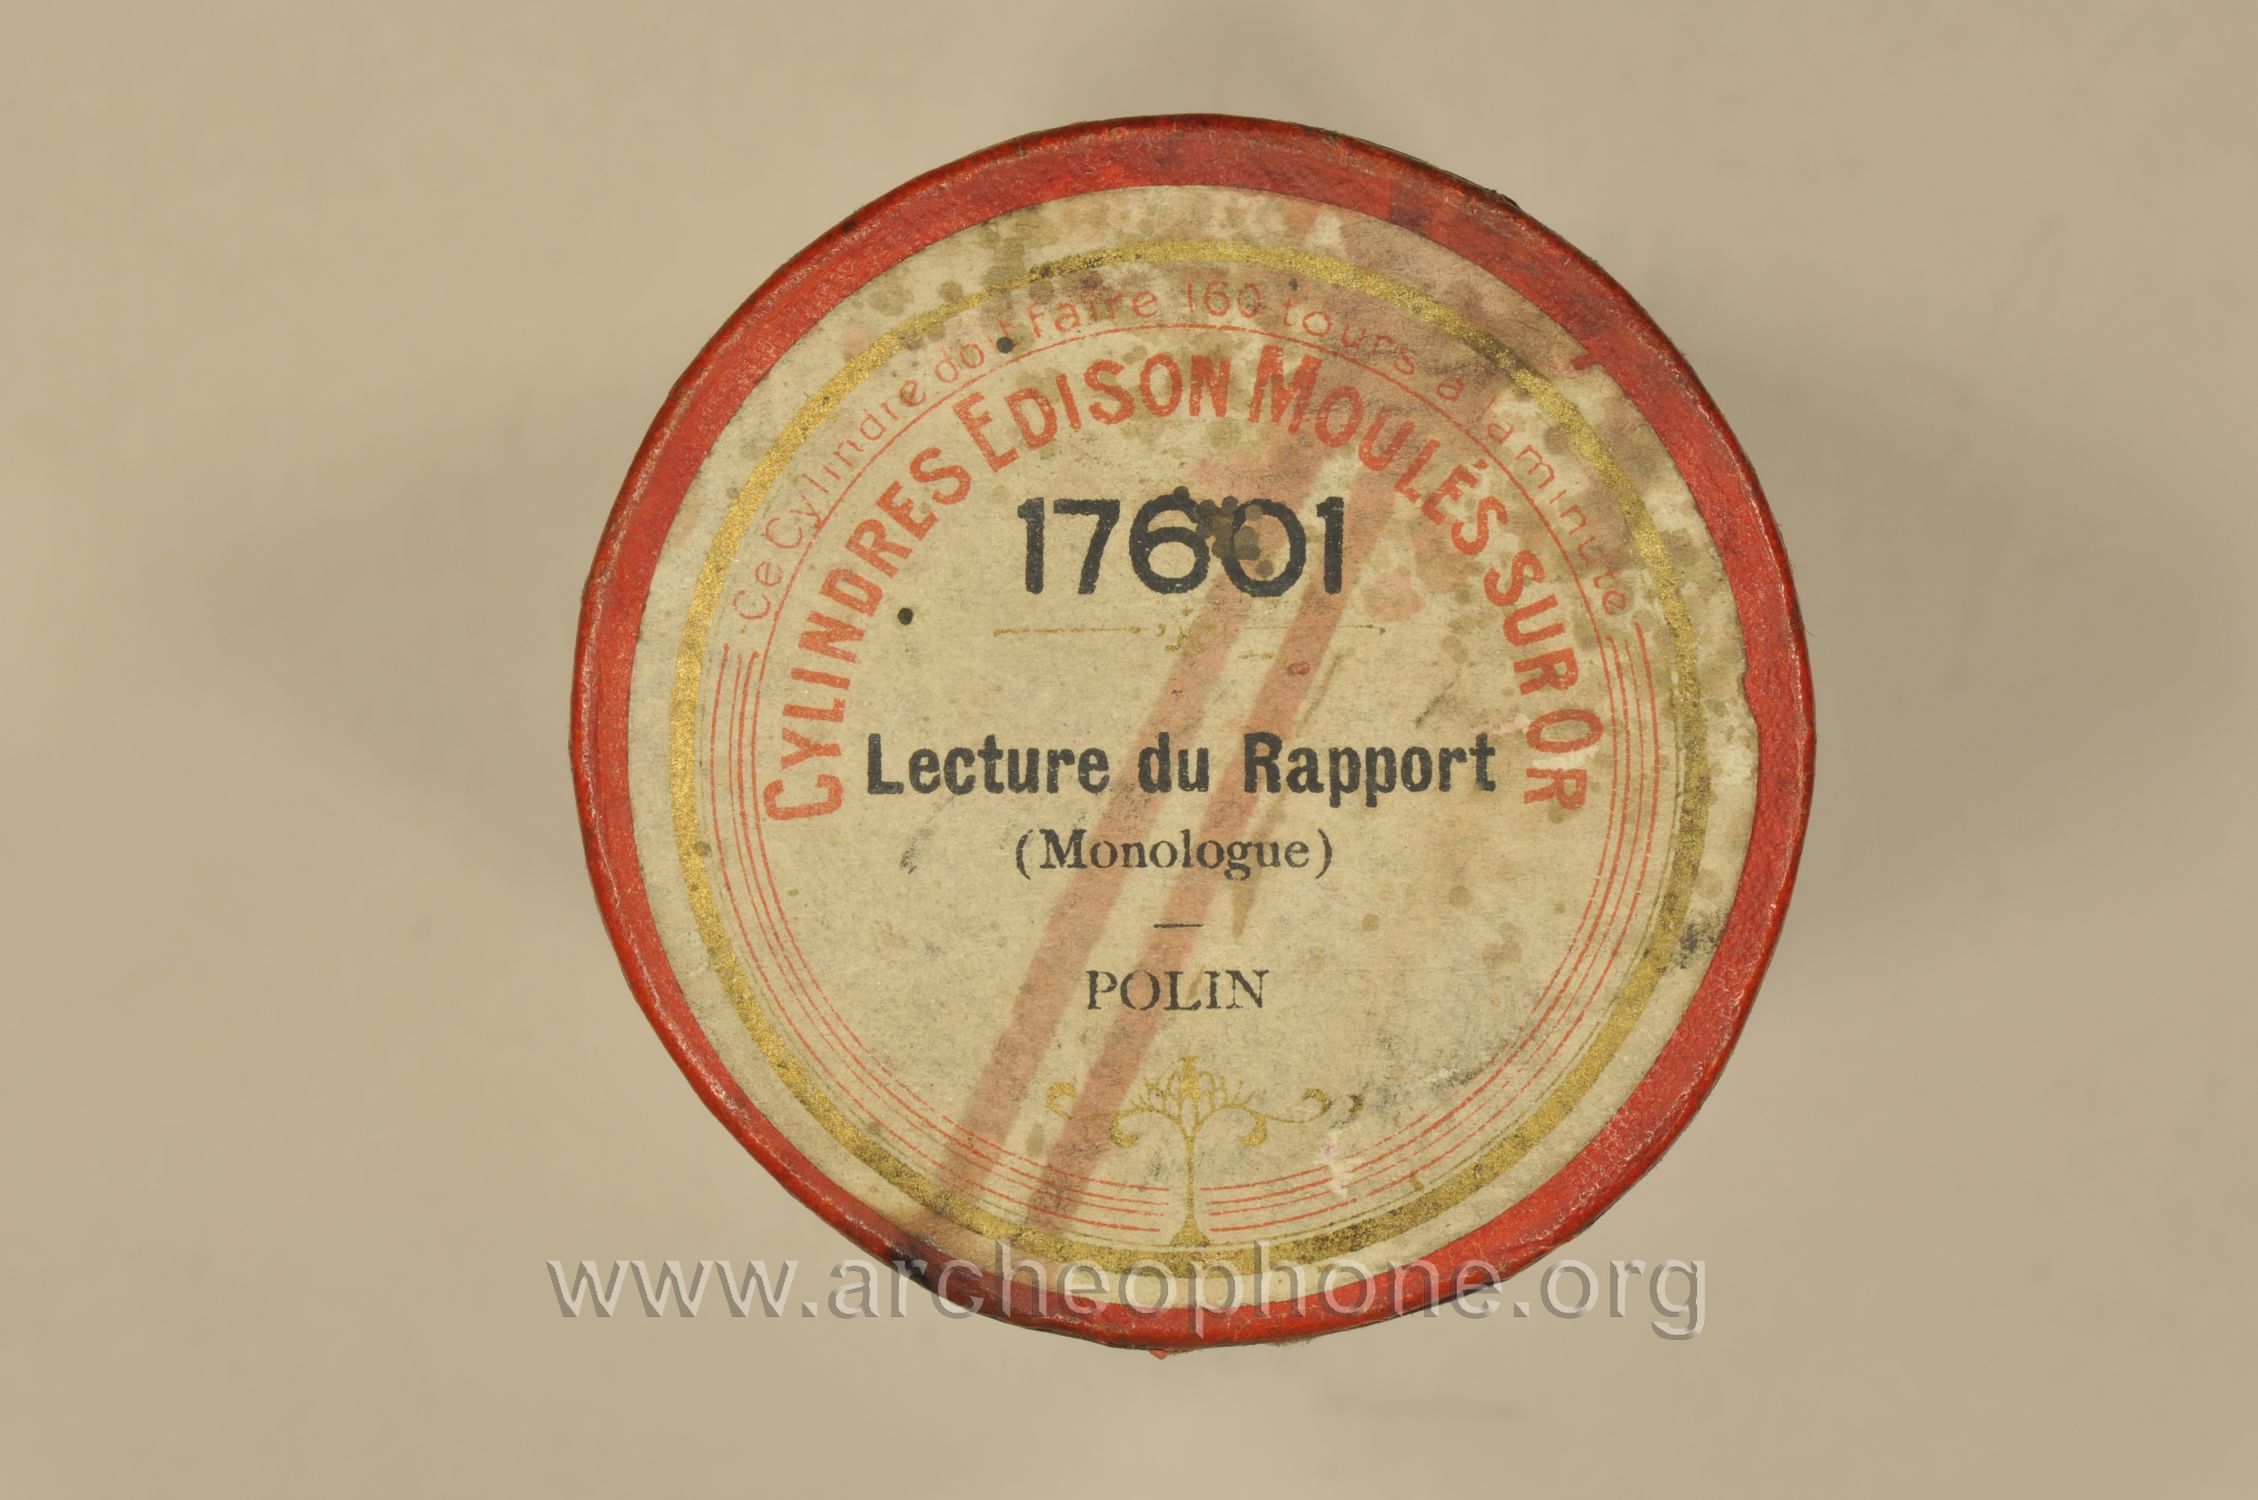 Ce Cylindre doit faire 160 tours à la minute
CYLINDRES EDISON MOULÉS SUR OR
17601
Lecture du Rapport
(Monologue)
POLIN
www.archeophone.org